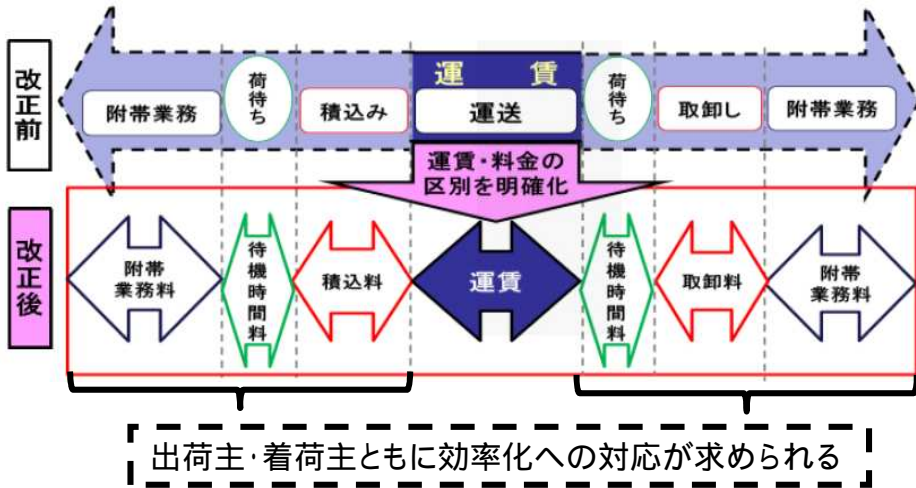 改正前
運賃
附帯業務
荷待ち
積込み
運送
荷待ち
取卸し
附帯業務
運賃・料金の
区別を明確化
改正後
附帯
業務料
待機時間料
積込料
運賃
待機時間料
取卸料
附帯
業務料
出荷主・着荷主ともに効率化への対応が求められる